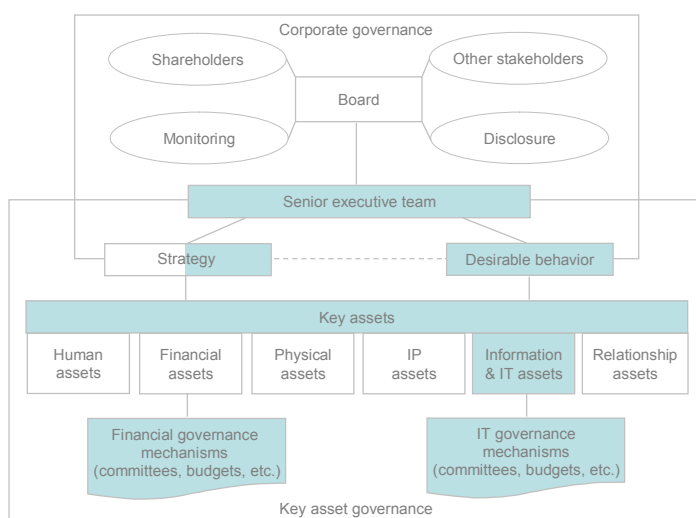 Corporate governance
Shareholders
Other stakeholders
Board
Monitoring
Disclosure
Senior executive team
Strategy
Desirable behavior
Key assets
Human
assets
Financial
assets
Physical
assets
IP
assets
Information
& IT assets
Relationship
assets
Financial governance
mechanisms
(committees, budgets, etc.)
IT governance
mechanisms
(committees, budgets, etc.)
Key asset governance